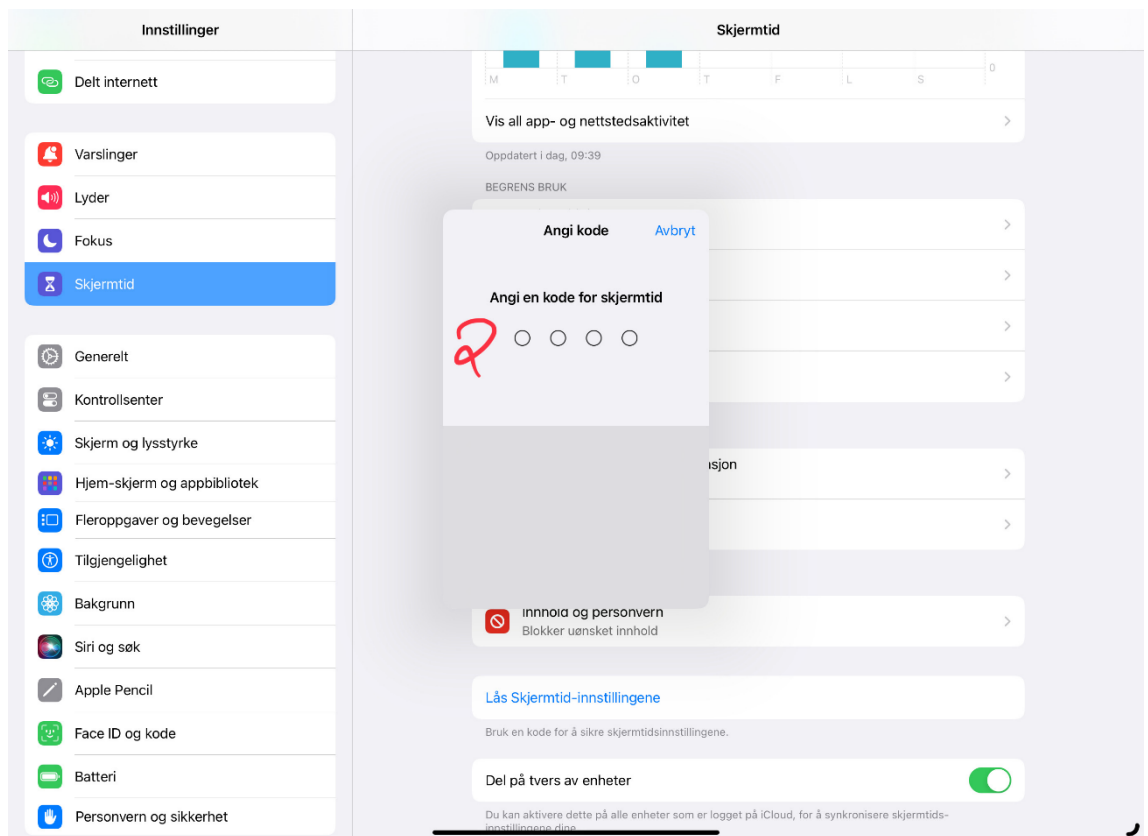 Innstillinger
Delt internett
Varslinger
Lyder
Fokus
Skjermtid
Generelt
Kontrollsenter
Skjerm og lysstyrke
Hjem-skjerm og appbibliotek
Fleroppgaver og bevegelser
Tilgjengelighet
Bakgrunn
Siri og søk
Apple Pencil
Face ID og kode
Batteri
Personvern og sikkerhet
Skjermtid
0
M T O T F L S
Vis all app- og nettstedsaktivitet
Oppdatert i dag, 09:39
BEGRENS BRUK
Angi kode Avbryt
Angi en kode for skjermtid
2
Innhold og personvern
Blokker uønsket innhold
Lås Skjermtid-innstillingene
Bruk en kode for å sikre skjermtidsinnstillingene.
Del på tvers av enheter
Du kan aktivere dette på alle enheter som er logget på iCloud, for å synkronisere skjermtids-
innstillingene dine.